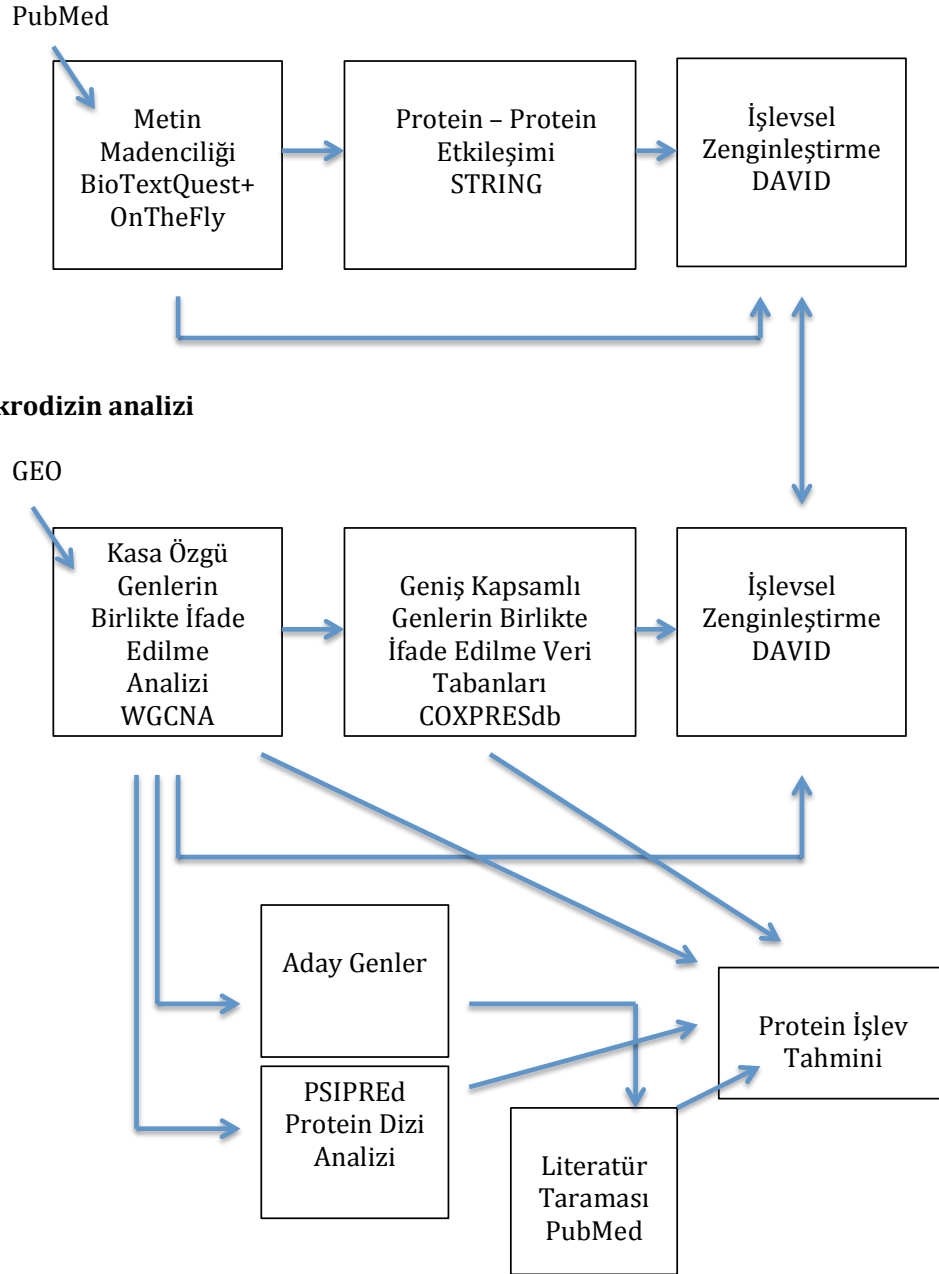 PubMed
Metin
Madenciliği
BioTextQuest+
OnTheFly
Protein – Protein
Etkileşimi
STRING
İşlevsel
Zenginleştirme
DAVID
krodizin analizi
GEO
Kasa Özgü
Genlerin
Birlikte İfade
Edilme
Analizi
WGCNA
Geniş Kapsamlı
Genlerin Birlikte
İfade Edilme Veri
Tabanları
COXPRESdb
İşlevsel
Zenginleştirme
DAVID
Aday Genler
PSIPREd
Protein Dizi
Analizi
Literatür
Taraması
PubMed
Protein İşlev
Tahmini